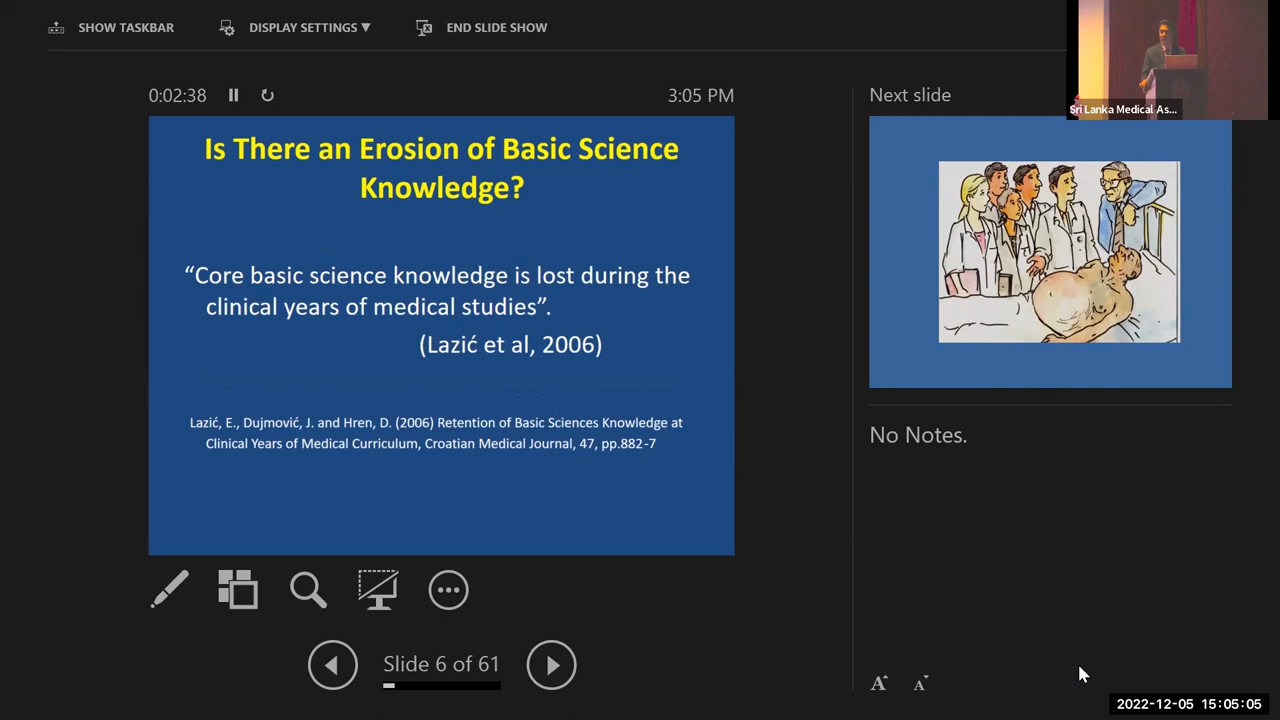 SHOW TASKBAR
DISPLAY SETTINGS ▼
END SLIDE SHOW
Sri Lanka Medical As...
0:02:38
3:05 PM
Next slide
Is There an Erosion of Basic Science
Knowledge?
“Core basic science knowledge is lost during the
clinical years of medical studies”.
(Lazić et al, 2006)
Lazić, E., Dujmović, J. and Hren, D. (2006) Retention of Basic Sciences Knowledge at
Clinical Years of Medical Curriculum, Croatian Medical Journal, 47, pp.882-7
No Notes.
Slide 6 of 61
A A
2022-12-05 15:05:05